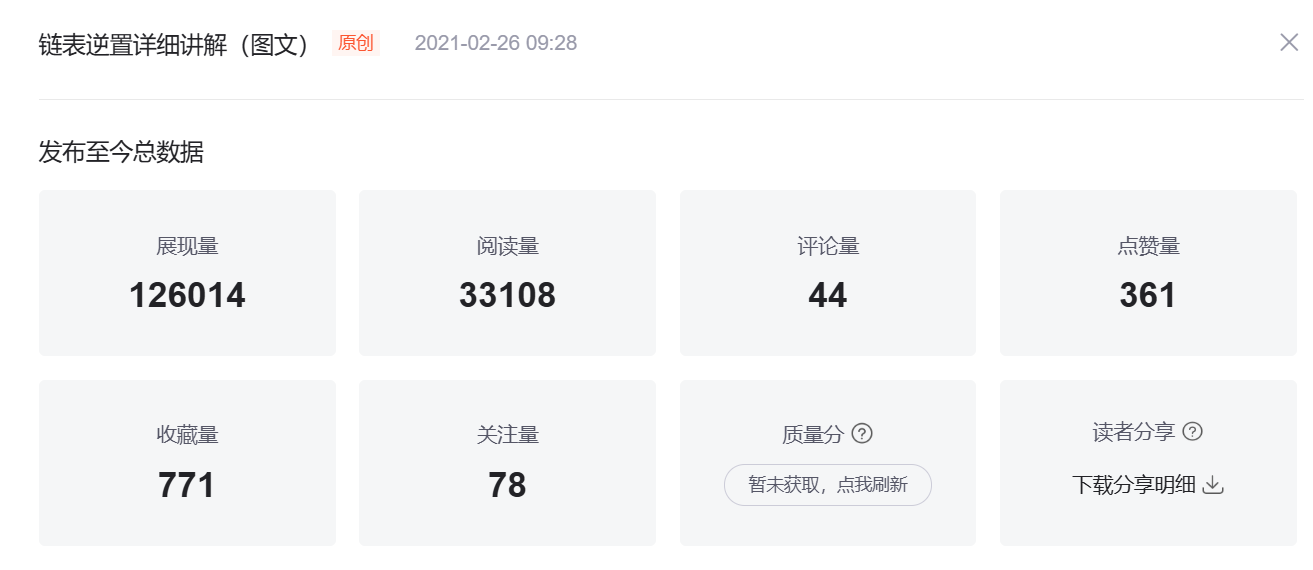 链表逆置详细讲解（图文） 原创 2021-02-26 09:28
发布至今总数据
展现量 阅读量 评论量 点赞量
126014 33108 44 361
收藏量 关注量 质量分 读者分享
771 78 暂未获取，点我刷新 下载分享明细